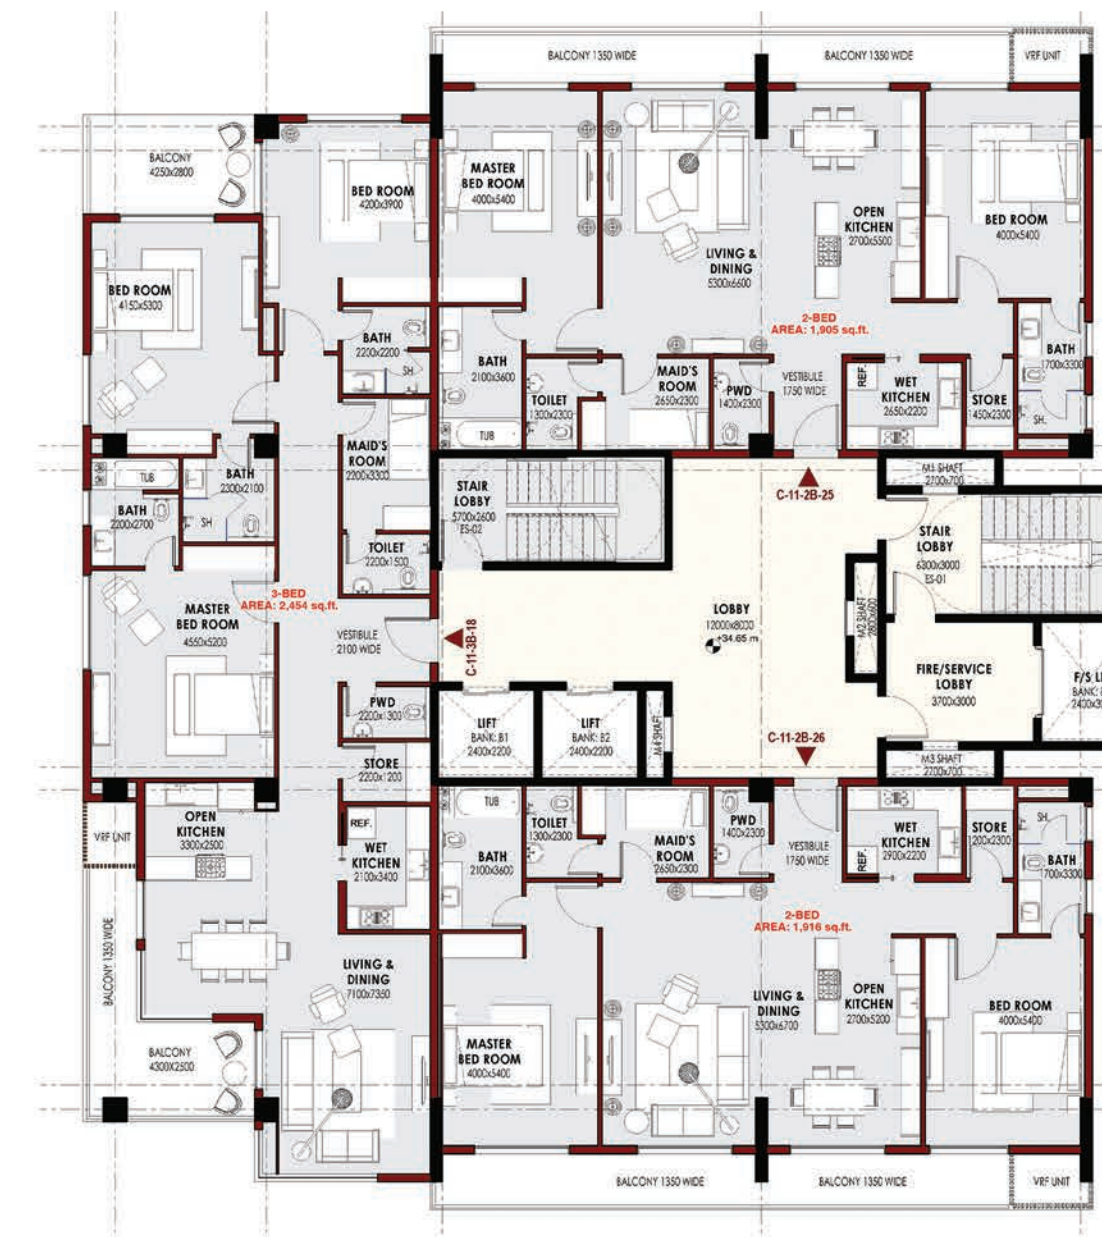 BALCONY 1350 WIDE
BALCONY 1350 WIDE
VRF UNIT
BALCONY
4250x2800
BED ROOM
4200x3900
MASTER
BED ROOM
4000x5400
OPEN
KITCHEN
2700x5500
BED ROOM
4000x5400
LIVING &
DINING
5300x6600
BED ROOM
4150x5300
2-BED
AREA: 1,905 sq.ft.
BATH
2200x2200
SH
BATH
2100x3600
TUB
TOILET
1300x2300
MAID'S
ROOM
2650x2300
PWD
1400x2300
VESTIBULE
1750 WIDE
REF.
WET
KITCHEN
2650x2200
STORE
1450x2300
BATH
1700x3300
SH.
MAID'S
ROOM
2200x3300
TUB
BATH
2300x2100
SH
BATH
2200x2700
STAIR
LOBBY
5700x2600
ES-02
C-11-2B-25
M1 SHAFT
2700x700
STAIR
LOBBY
6300x3000
ES-01
TOILET
2200x1500
3-BED
AREA: 2,454 sq.ft.
MASTER
BED ROOM
4550x5200
VESTIBULE
2100 WIDE
C-11-3B-18
LOBBY
12000x8000
+34.65 m
M2 SHAFT
2800x600
FIRE/SERVICE
LOBBY
3700x3000
F/S L
BANK:
PWD
2200x1300
LIFT
BANK: B1
2400x2200
LIFT
BANK: B2
2400x2200
M4 SHAFT
C-11-2B-26
M3 SHAFT
2700x700
STORE
2200x1200
VRF UNIT
OPEN
KITCHEN
3300x2500
REF.
WET
KITCHEN
2100x3400
TUB
BATH
2100x3600
TOILET
1300x2300
MAID'S
ROOM
2650x2300
PWD
1400x2300
VESTIBULE
1750 WIDE
WET
KITCHEN
2900x2200
REF.
STORE
1200x2300
SH.
BATH
1700x3300
2-BED
AREA: 1,916 sq.ft.
BALCONY 1350 WIDE
LIVING &
DINING
7100x7350
LIVING &
DINING
5300x6700
OPEN
KITCHEN
2700x5200
BED ROOM
4000x5400
MASTER
BED ROOM
4000x5400
BALCONY
4300X2500
BALCONY 1350 WIDE
BALCONY 1350 WIDE
VRF UNIT